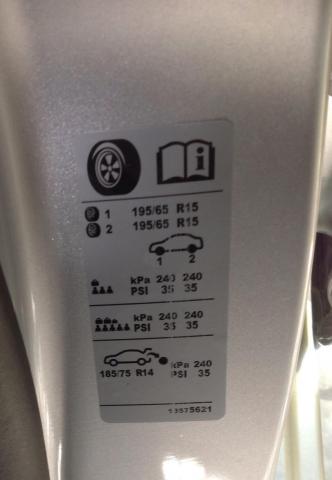 1 195/65 R15
2 195/65 R15
1 2
kPa 240 240
PSI 35 35
kPa 240 240
PSI 35 35
185/75 R14 kPa 240
PSI 35
13575621